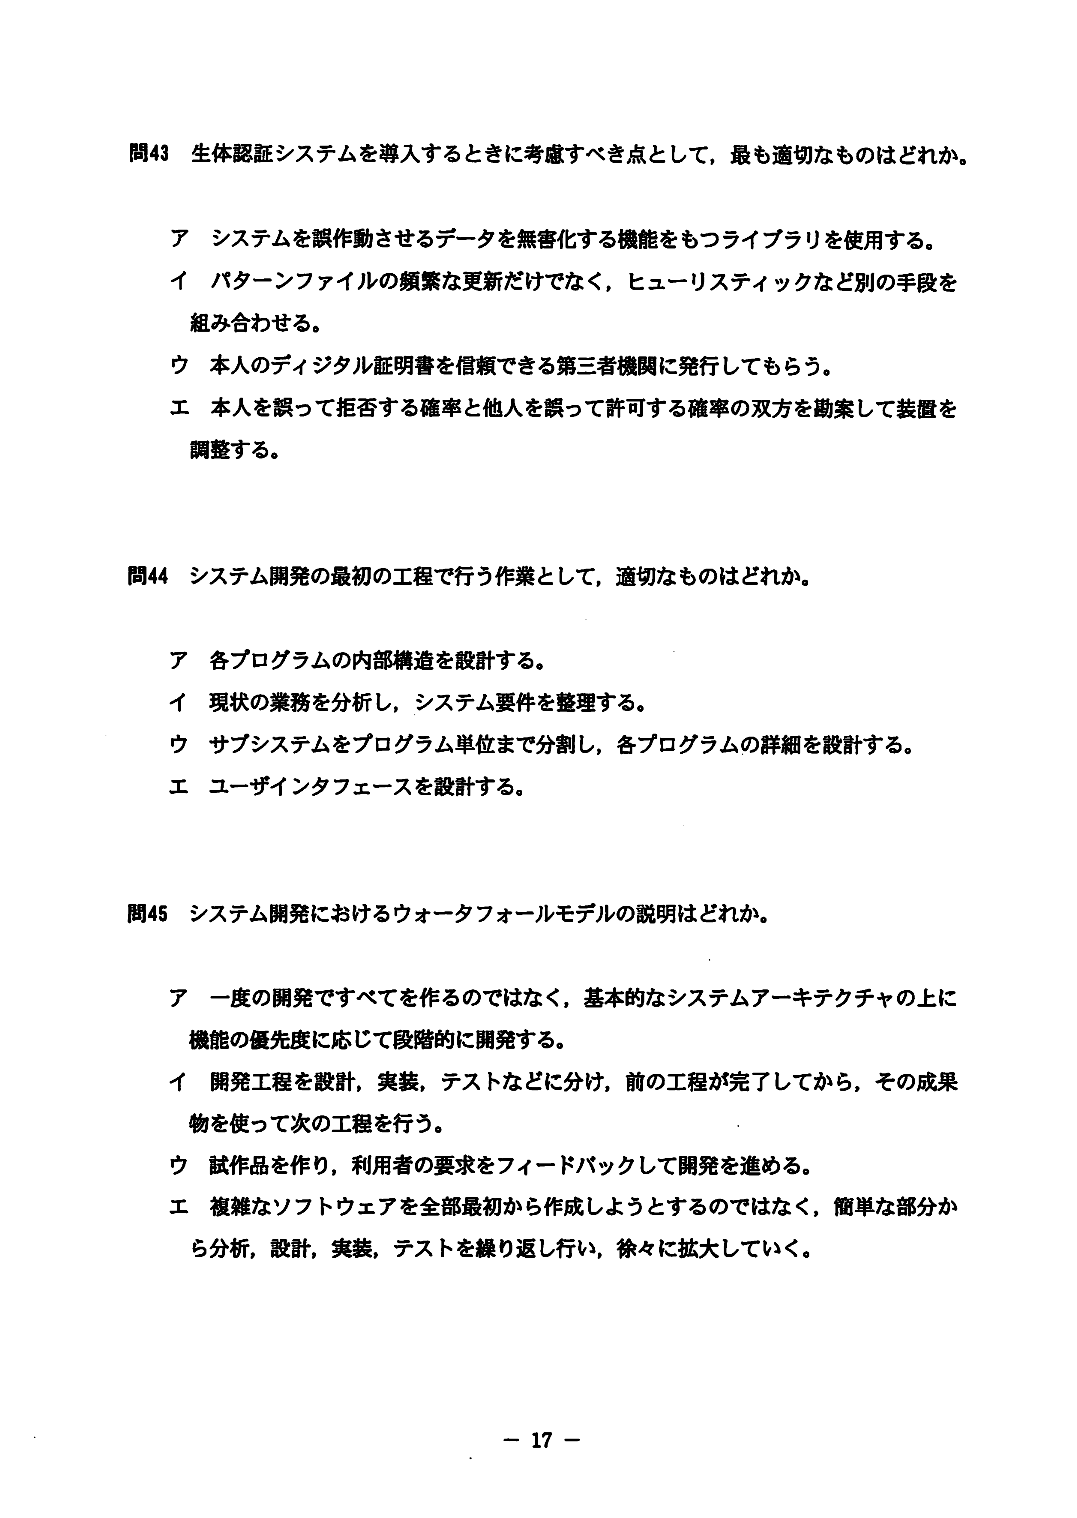 問43　生体認証システムを導入するときに考慮すべき点として，最も適切なものはどれか。
ア　システムを誤作動させるデータを無害化する機能をもつライブラリを使用する。
イ　パターンファイルの頻繁な更新だけでなく，ヒューリスティックなど別の手段を
組み合わせる。
ウ　本人のディジタル証明書を信頼できる第三者機関に発行してもらう。
エ　本人を誤って拒否する確率と他人を誤って許可する確率の双方を勘案して装置を
調整する。
問44　システム開発の最初の工程で行う作業として，適切なものはどれか。
ア　各プログラムの内部構造を設計する。
イ　現状の業務を分析し，システム要件を整理する。
ウ　サブシステムをプログラム単位まで分割し，各プログラムの詳細を設計する。
エ　ユーザインタフェースを設計する。
問45　システム開発におけるウォータフォールモデルの説明はどれか。
ア　一度の開発ですべてを作るのではなく，基本的なシステムアーキテクチャの上に
機能の優先度に応じて段階的に開発する。
イ　開発工程を設計，実装，テストなどに分け，前の工程が完了してから，その成果
物を使って次の工程を行う。
ウ　試作品を作り，利用者の要求をフィードバックして開発を進める。
エ　複雑なソフトウェアを全部最初から作成しようとするのではなく，簡単な部分か
ら分析，設計，実装，テストを繰り返し行い，徐々に拡大していく。
— 17 —